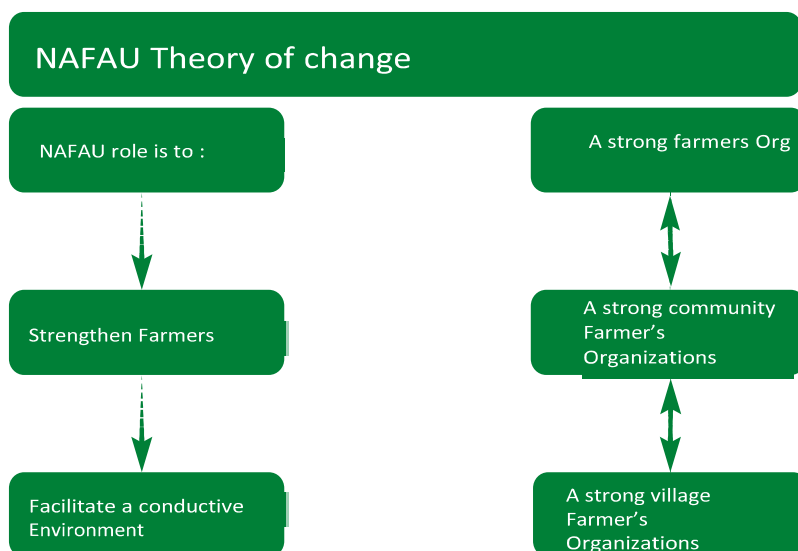 NAFAU Theory of change
NAFAU role is to :
A strong farmers Org
Strengthen Farmers
A strong community
Farmer’s
Organizations
Facilitate a conductive
Environment
A strong village
Farmer’s
Organizations